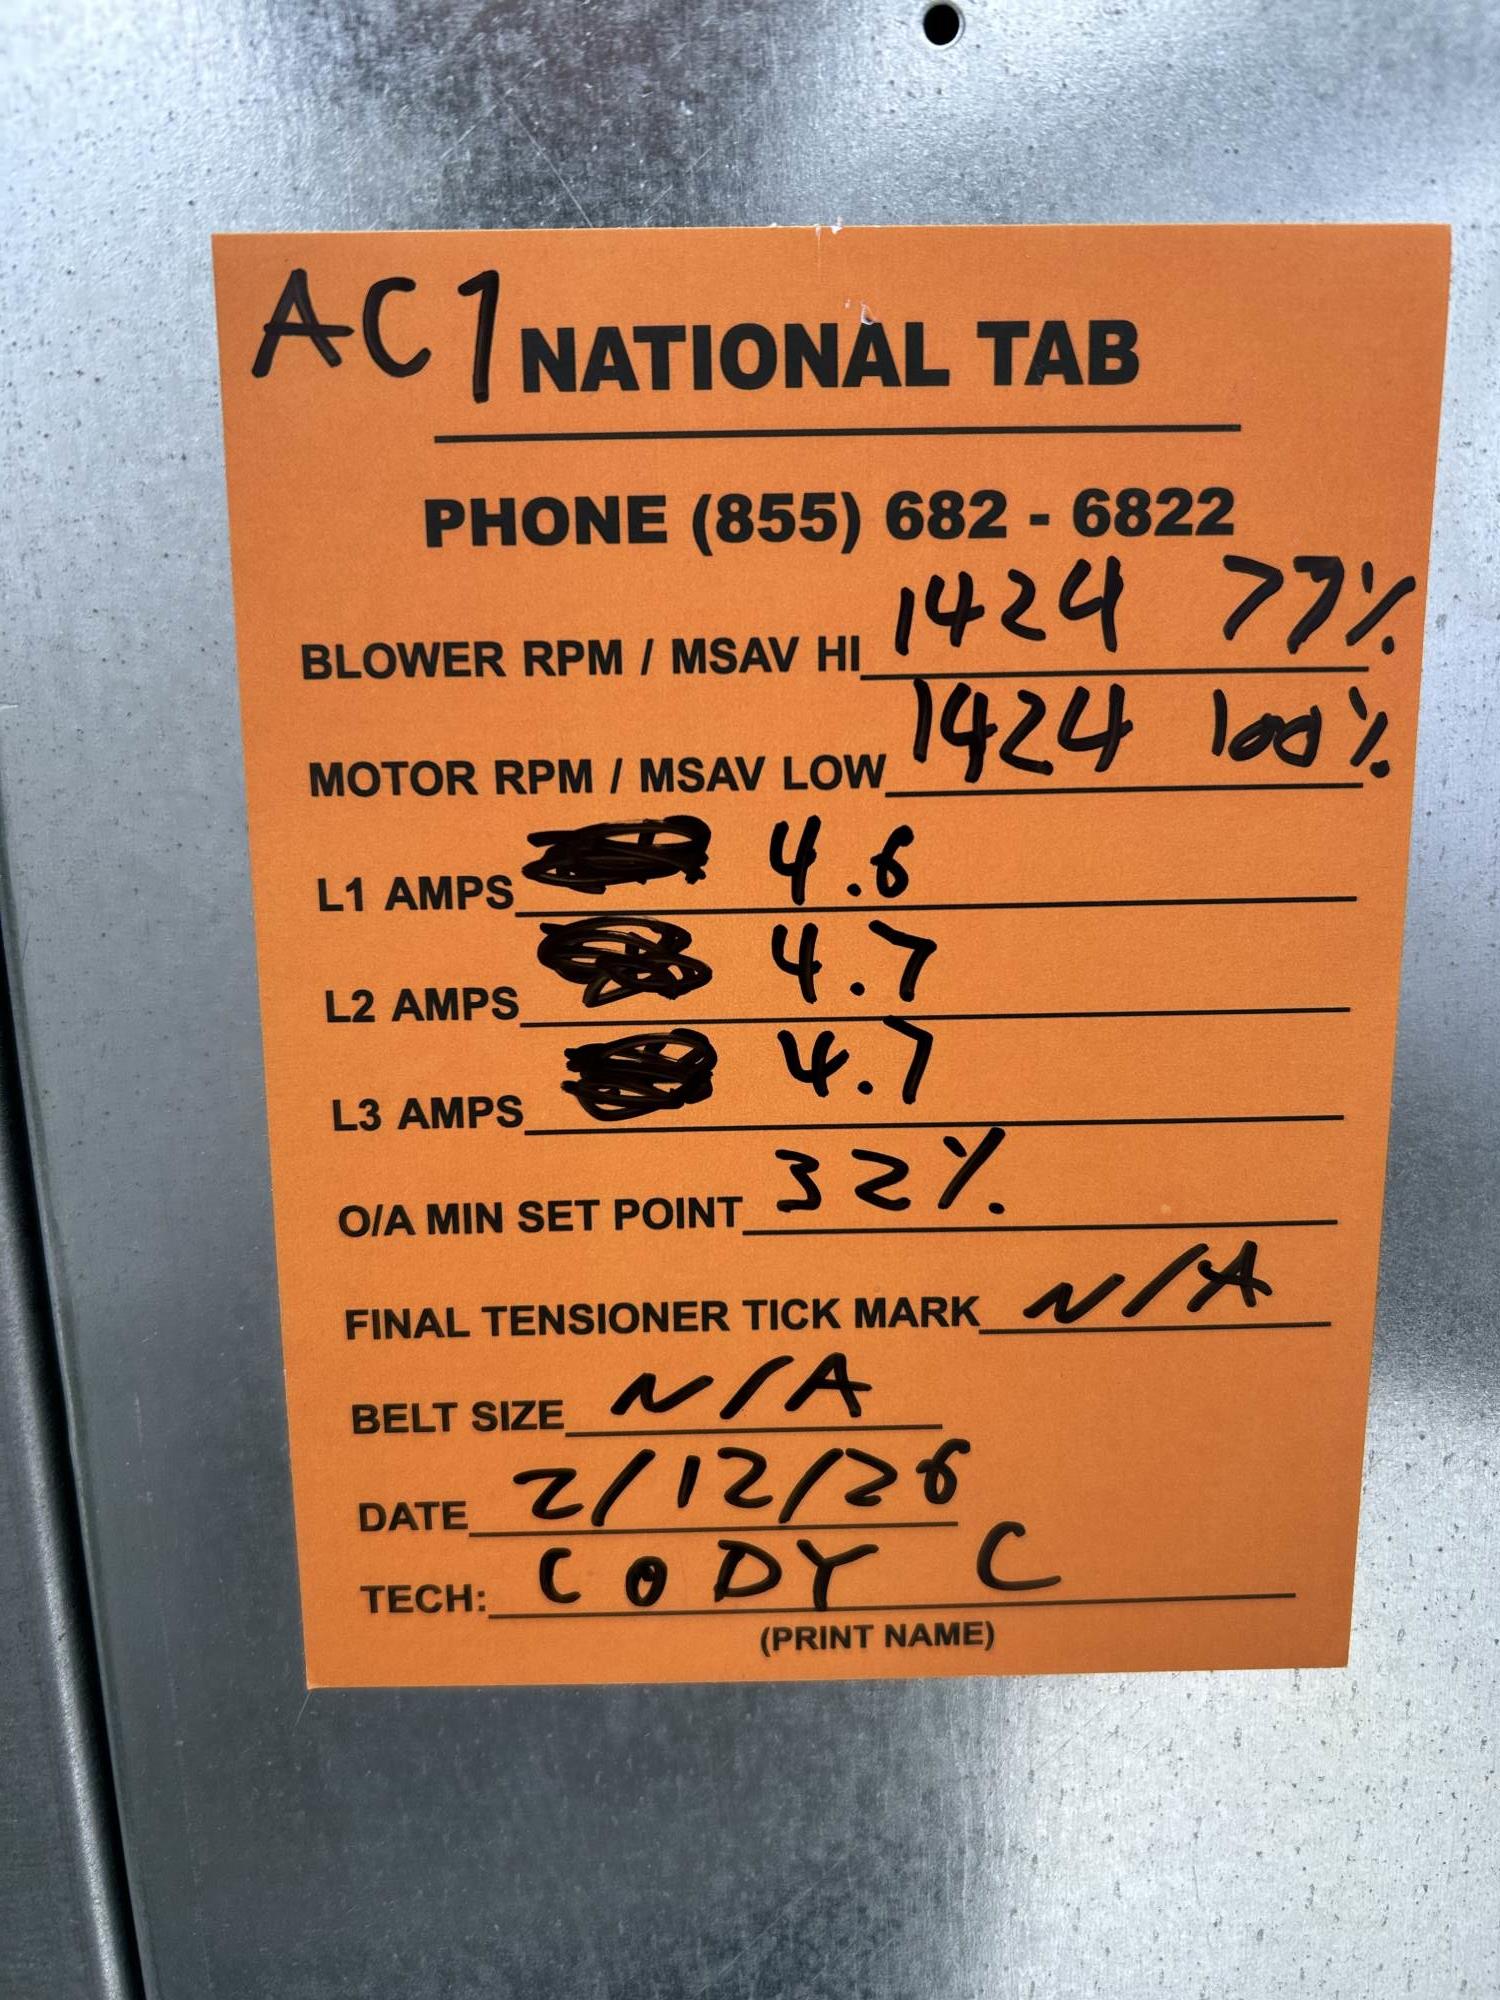 AC1 NATIONAL TAB
PHONE (855) 682 - 6822
BLOWER RPM / MSAV HI 1424 77%
MOTOR RPM / MSAV LOW 1424 100%
L1 AMPS 4.6
L2 AMPS 4.7
L3 AMPS 4.7
O/A MIN SET POINT 32%
FINAL TENSIONER TICK MARK N/A
BELT SIZE N/A
DATE 2/12/26
TECH: CODY C
(PRINT NAME)